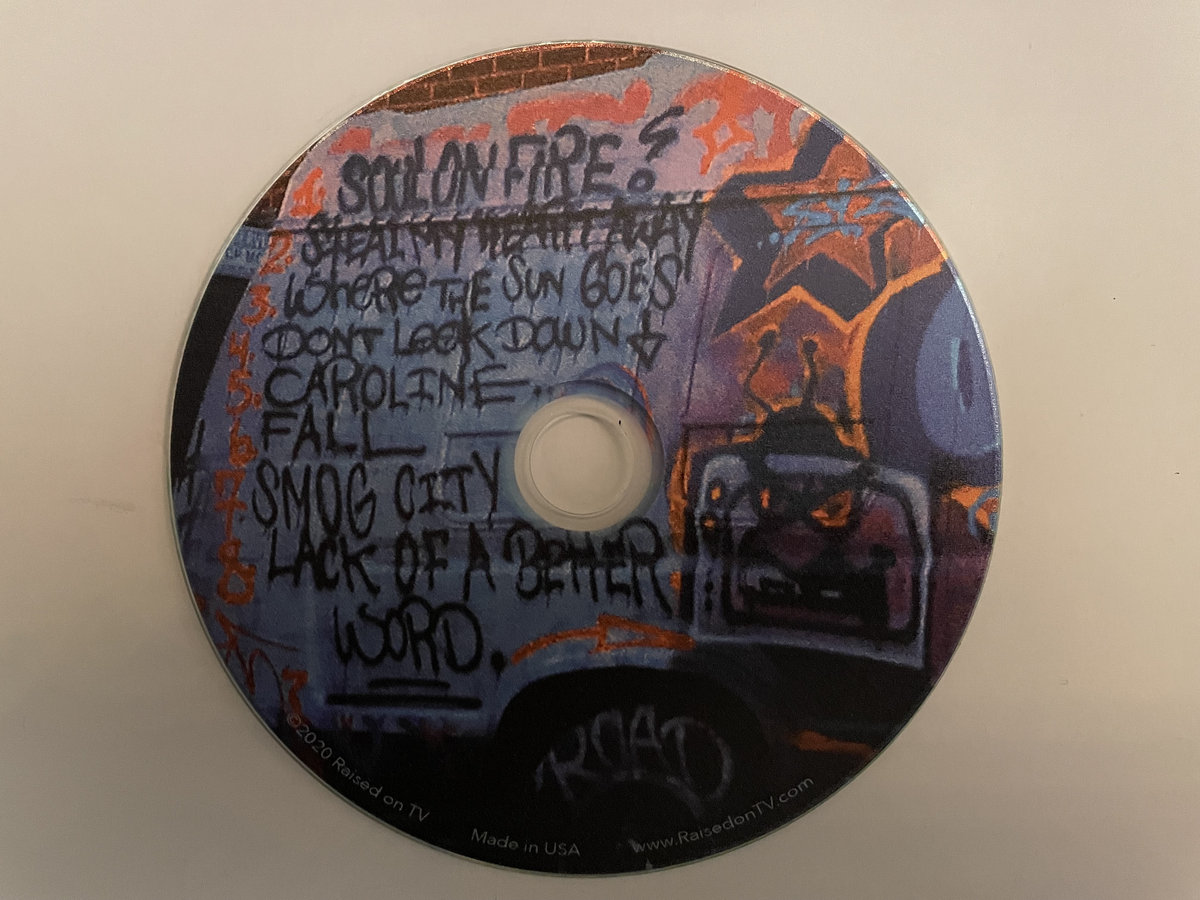 1. SOUL ON FIRE
2. STEAL MY HEART AWAY
3. WHERE THE SUN GOES
4. DONT LOOK DOWN
5. CAROLINE..
6. FALL
7. SMOG CITY
8. LACK OF A BETTER
WORD.
ROAD
©2020 Raised on TV
Made in USA
www.RaisedonTV.com